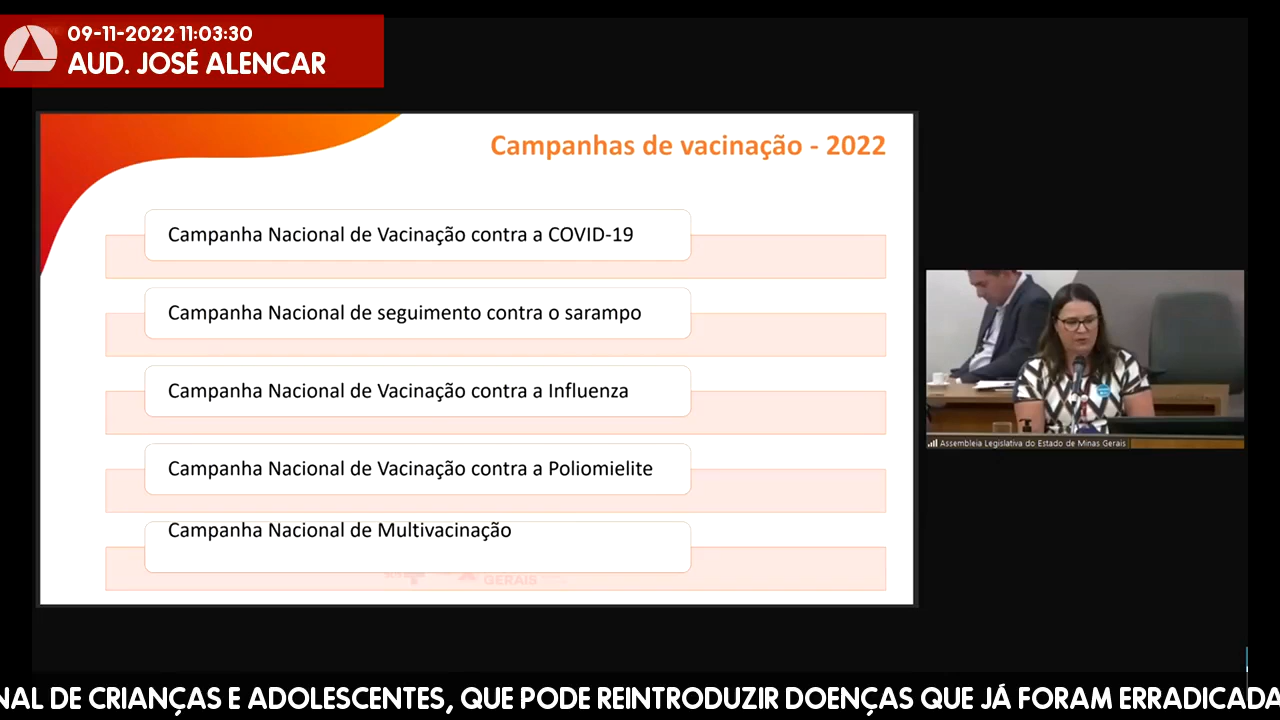 09-11-2022 11:03:30
AUD. JOSÉ ALENCAR
Campanhas de vacinação - 2022
Campanha Nacional de Vacinação contra a COVID-19
Campanha Nacional de seguimento contra o sarampo
Campanha Nacional de Vacinação contra a Influenza
Campanha Nacional de Vacinação contra a Poliomielite
Campanha Nacional de Multivacinação
GERAIS
Assembleia Legislativa do Estado de Minas Gerais
NAL DE CRIANÇAS E ADOLESCENTES, QUE PODE REINTRODUZIR DOENÇAS QUE JÁ FORAM ERRADICADA